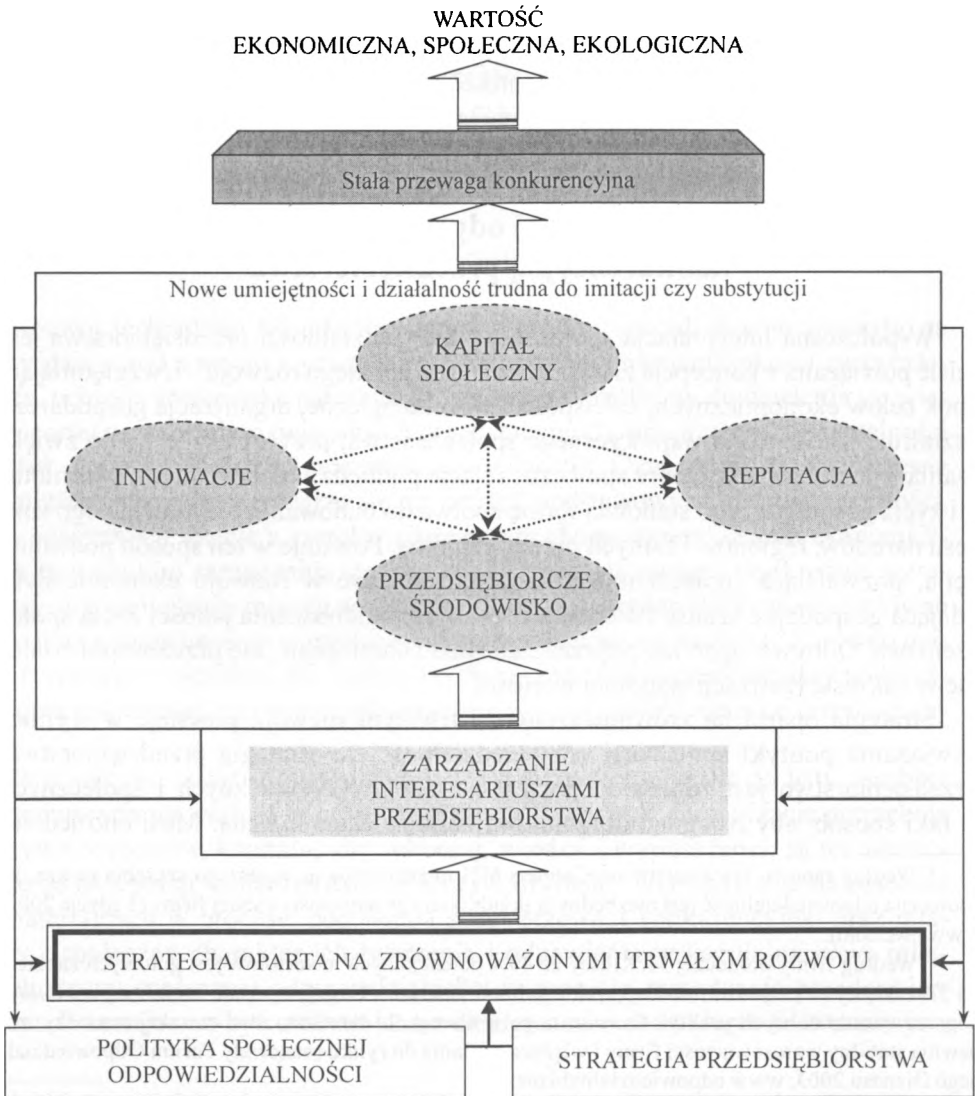 WARTOŚĆ
EKONOMICZNA, SPOŁECZNA, EKOLOGICZNA
Stała przewaga konkurencyjna
Nowe umiejętności i działalność trudna do imitacji czy substytucji
KAPITAŁ
SPOŁECZNY
INNOWACJE
REPUTACJA
PRZEDSIĘBIORCZE
ŚRODOWISKO
ZARZĄDZANIE
INTERESARIUSZAMI
PRZEDSIĘBIORSTWA
STRATEGIA OPARTA NA ZRÓWNOWAŻONYM I TRWAŁYM ROZWOJU
POLITYKA SPOŁECZNEJ
ODPOWIEDZIALNOŚCI
STRATEGIA PRZEDSIĘBIORSTWA